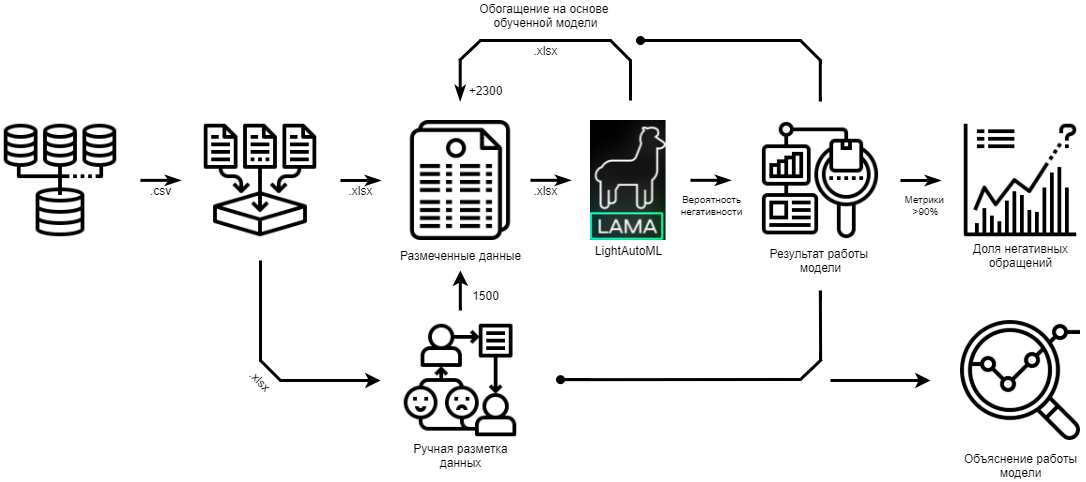 Обогащение на основе
обученной модели
.xlsx
+2300
.csv
.xlsx
.xlsx
LAMA
Вероятность
негативности
Метрики
>90%
Размеченные данные
LightAutoML
Результат работы
модели
Доля негативных
обращений
1500
.xlsx
Ручная разметка
данных
Объяснение работы
модели